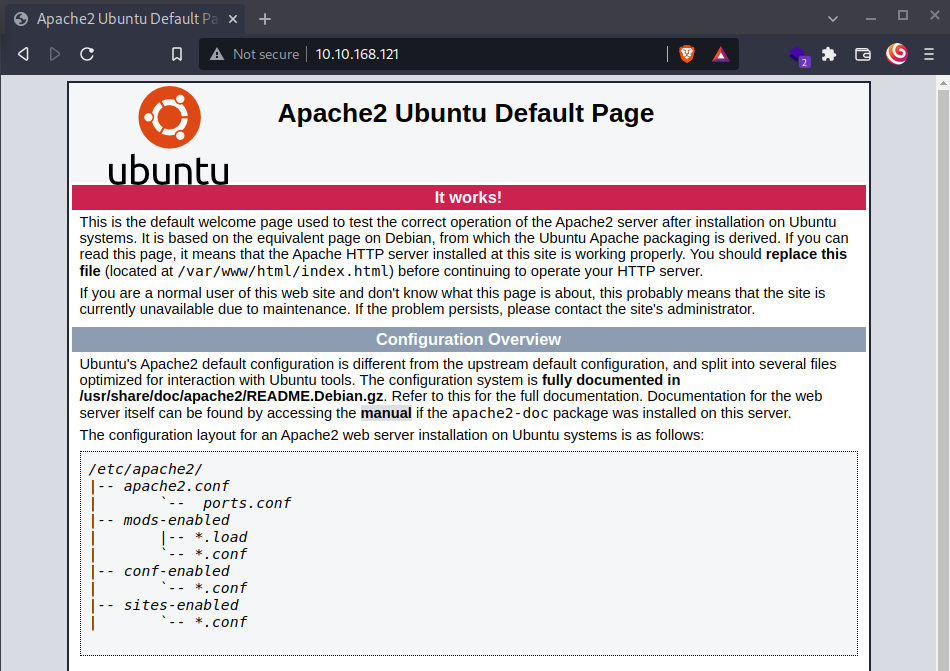 Apache2 Ubuntu Default Pa
Not secure
10.10.168.121
2
ubuntu
Apache2 Ubuntu Default Page
It works!
This is the default welcome page used to test the correct operation of the Apache2 server after installation on Ubuntu
systems. It is based on the equivalent page on Debian, from which the Ubuntu Apache packaging is derived. If you can
read this page, it means that the Apache HTTP server installed at this site is working properly. You should replace this
file (located at /var/www/html/index.html) before continuing to operate your HTTP server.
If you are a normal user of this web site and don't know what this page is about, this probably means that the site is
currently unavailable due to maintenance. If the problem persists, please contact the site's administrator.
Configuration Overview
Ubuntu's Apache2 default configuration is different from the upstream default configuration, and split into several files
optimized for interaction with Ubuntu tools. The configuration system is fully documented in
/usr/share/doc/apache2/README.Debian.gz. Refer to this for the full documentation. Documentation for the web
server itself can be found by accessing the manual if the apache2-doc package was installed on this server.
The configuration layout for an Apache2 web server installation on Ubuntu systems is as follows:
/etc/apache2/
|-- apache2.conf
|       `--  ports.conf
|-- mods-enabled
|       |-- *.load
|       `-- *.conf
|-- conf-enabled
|       `-- *.conf
|-- sites-enabled
|       `-- *.conf